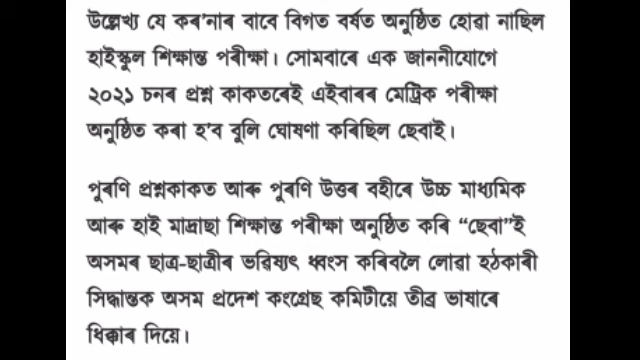 উল্লেখ্য যে কৰ'নাৰ বাবে বিগত বৰ্ষত অনুষ্ঠিত হোৱা নাছিল
হাইস্কুল শিক্ষান্ত পৰীক্ষা। সোমবাৰে এক জাননীযোগে
২০২১ চনৰ প্ৰশ্ন কাকতৰেই এইবাৰৰ মেট্ৰিক পৰীক্ষা
অনুষ্ঠিত কৰা হ'ব বুলি ঘোষণা কৰিছিল ছেবাই।
পুৰণি প্ৰশ্নকাকত আৰু পুৰণি উত্তৰ বহীৰে উচ্চ মাধ্যমিক
আৰু হাই মাদ্ৰাছা শিক্ষান্ত পৰীক্ষা অনুষ্ঠিত কৰি “ছেবা”ই
অসমৰ ছাত্ৰ-ছাত্ৰীৰ ভৱিষ্যৎ ধ্বংস কৰিবলৈ লোৱা হঠকাৰী
সিদ্ধান্তক অসম প্ৰদেশ কংগ্ৰেছ কমিটীয়ে তীব্ৰ ভাষাৰে
ধিক্কাৰ দিয়ে।